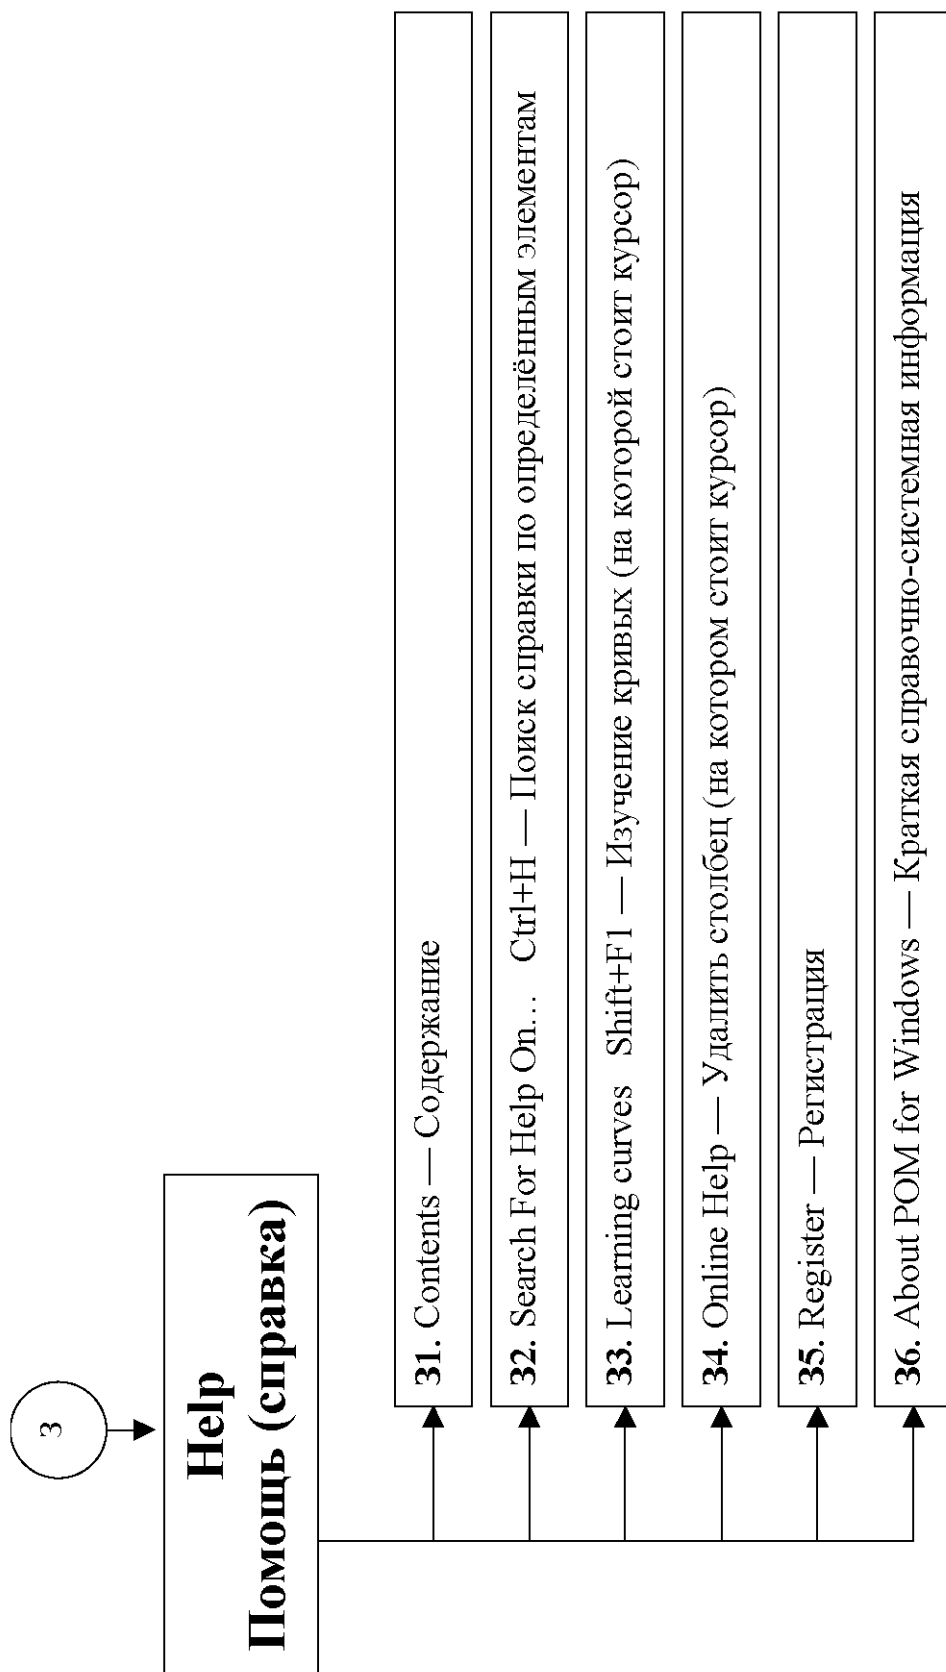 3
Help
Помощь (справка)
31. Contents — Содержание
32. Search For Help On… Ctrl+H — Поиск справки по определённым элементам
33. Learning curves Shift+F1 — Изучение кривых (на которой стоит курсор)
34. Online Help — Удалить столбец (на котором стоит курсор)
35. Register — Регистрация
36. About POM for Windows — Краткая справочно-системная информация